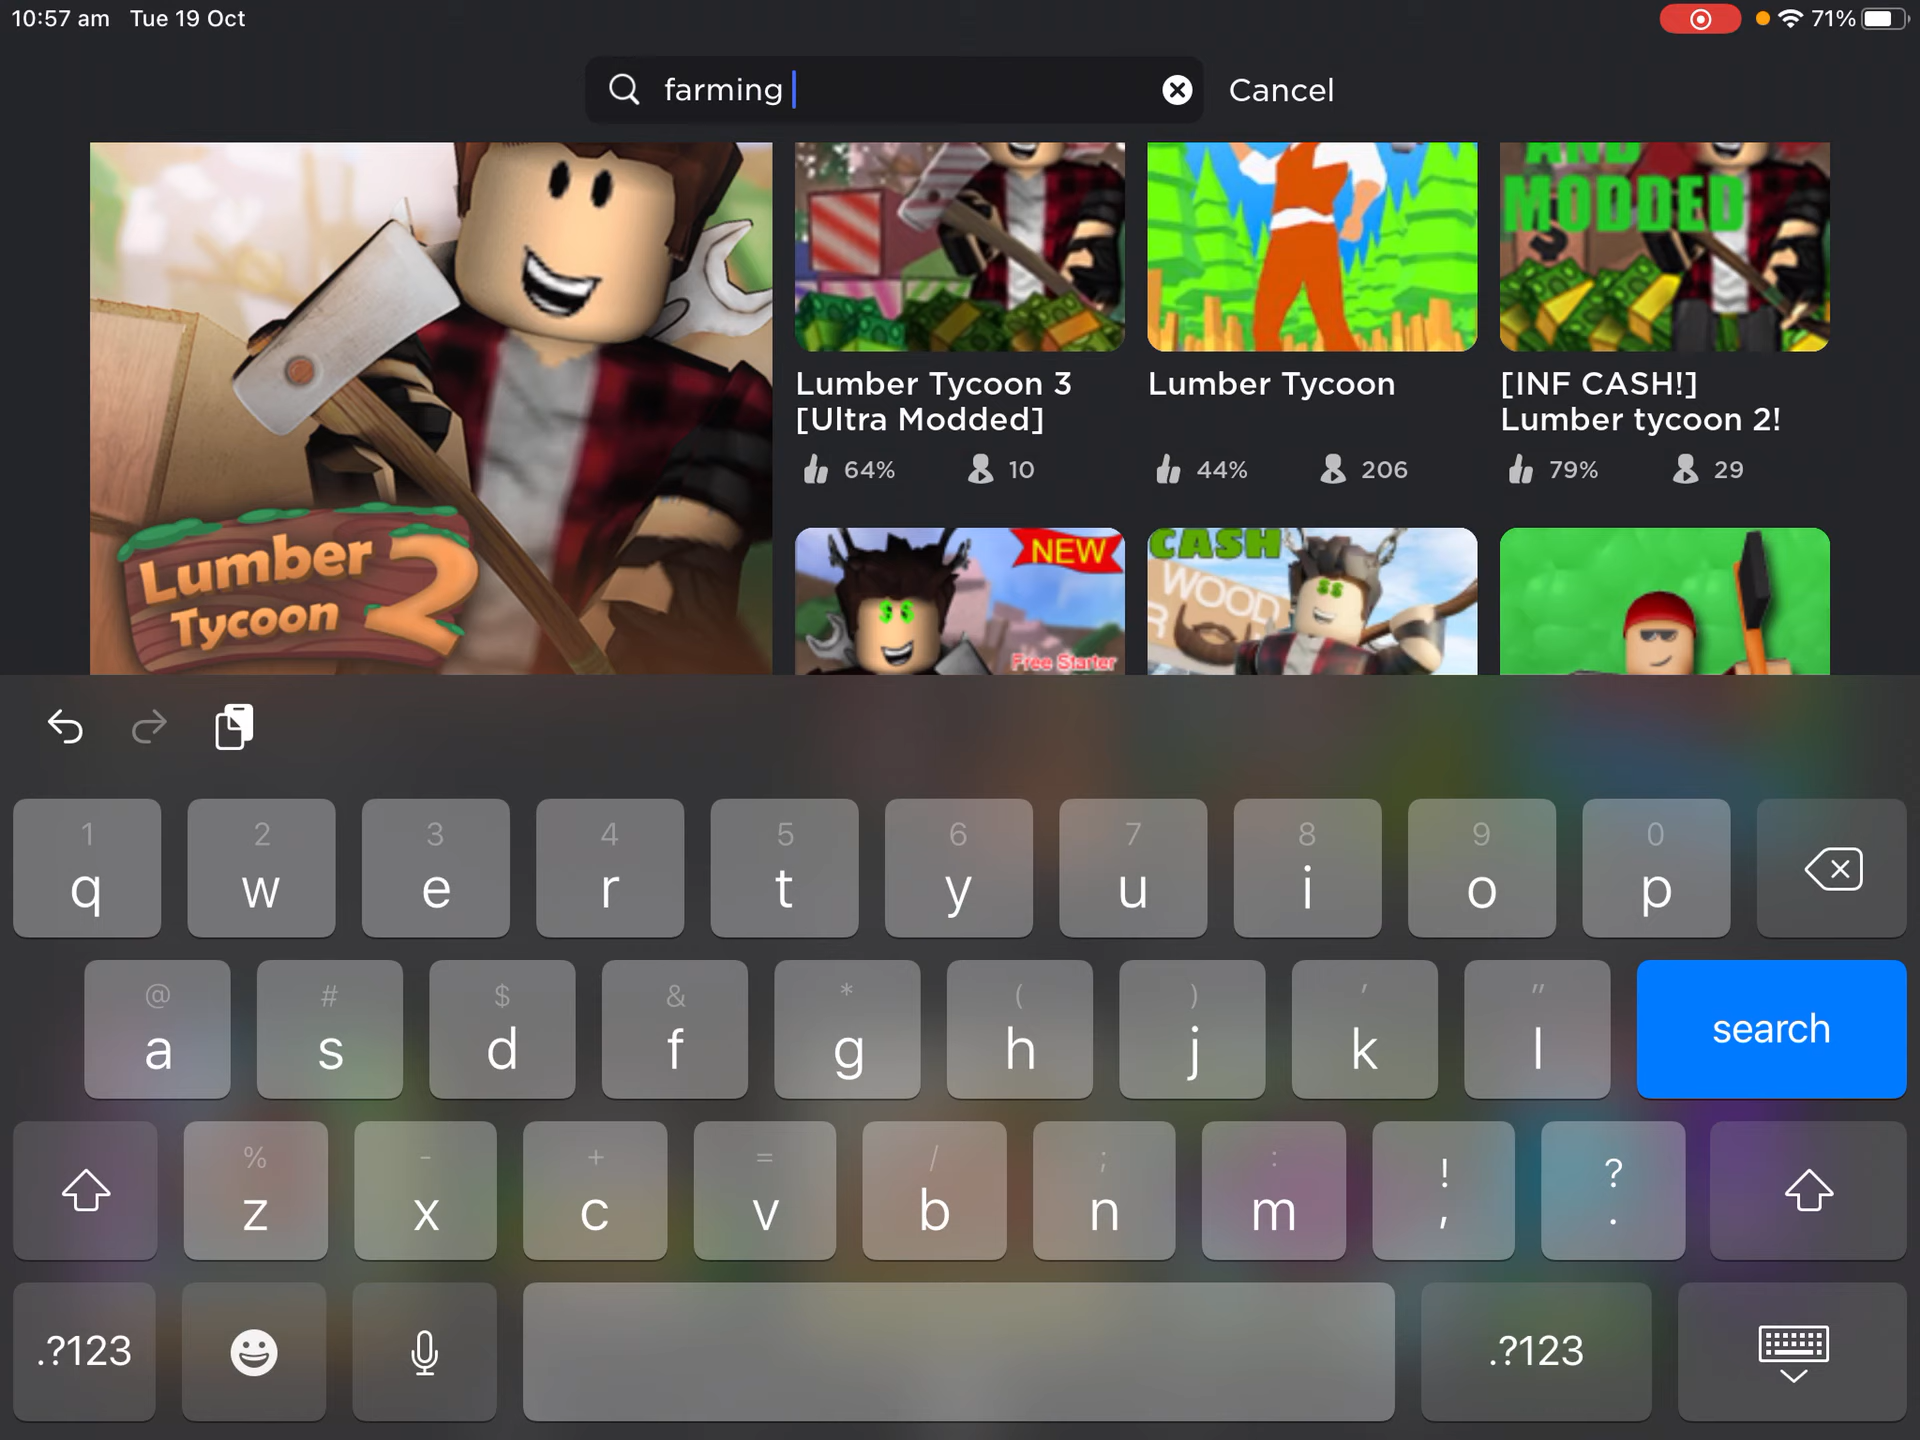 10:57 am Tue 19 Oct
71%
farming
Cancel
AND
MODDED
Lumber Tycoon 3
[Ultra Modded]
Lumber Tycoon
[INF CASH!]
Lumber tycoon 2!
64% 10
44% 206
79% 29
Lumber
Tycoon 2
NEW
Free Starter
CASH
WOOD
R
1 2 3 4 5 6 7 8 9 0
q w e r t y u i o p
@ # $ & * ( ) ' "
a s d f g h j k l
search
% - + = / ; : ! ?
z x c v b n m , .
.?123
.?123